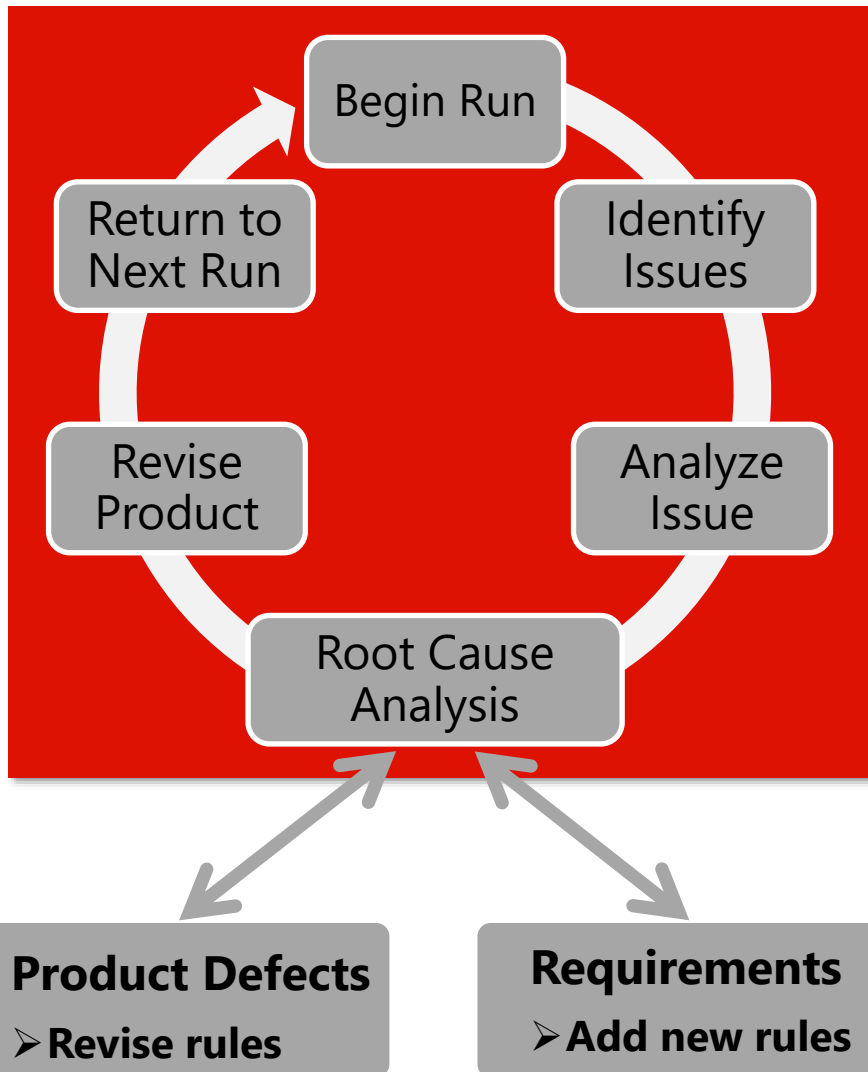 Begin Run
Identify
Issues
Analyze
Issue
Root Cause
Analysis
Revise
Product
Return to
Next Run
Product Defects
➢Revise rules
Requirements
➢Add new rules